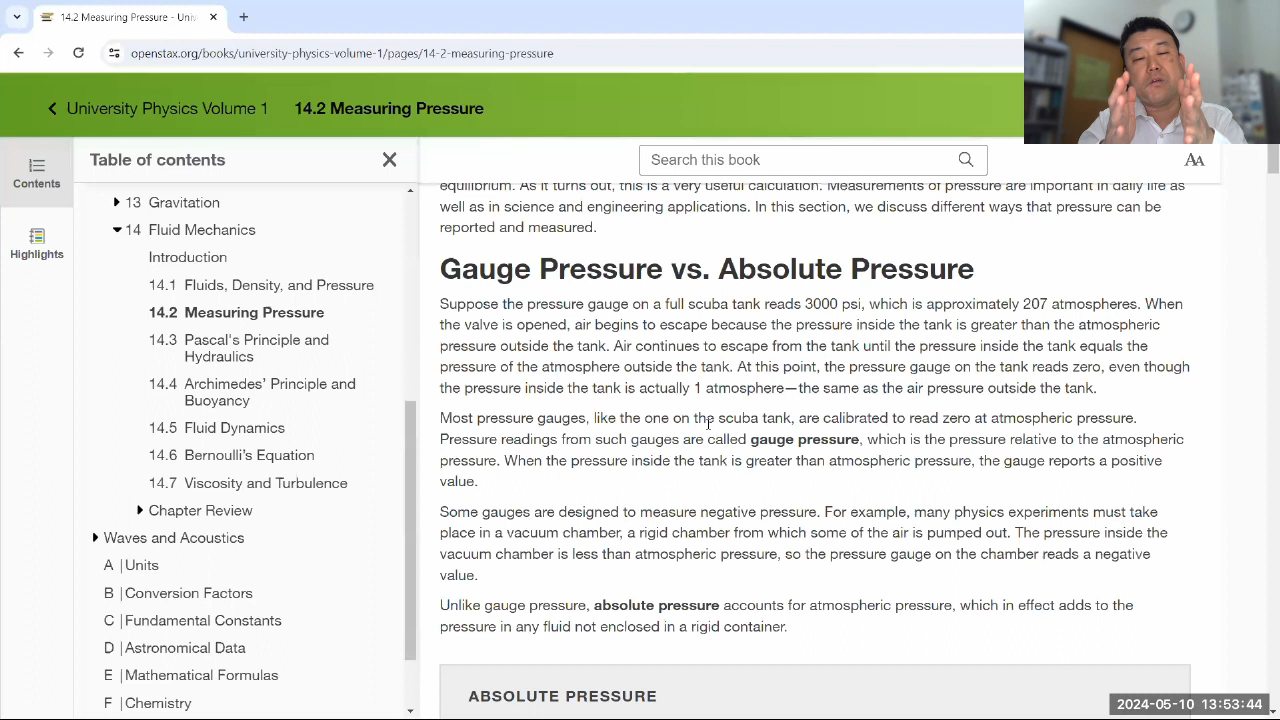 14.2 Measuring Pressure - Univ
openstax.org/books/university-physics-volume-1/pages/14-2-measuring-pressure
University Physics Volume 1
14.2 Measuring Pressure
Contents
Highlights
Table of contents
13 Gravitation
14 Fluid Mechanics
Introduction
14.1 Fluids, Density, and Pressure
14.2 Measuring Pressure
14.3 Pascal's Principle and
Hydraulics
14.4 Archimedes' Principle and
Buoyancy
14.5 Fluid Dynamics
14.6 Bernoulli's Equation
14.7 Viscosity and Turbulence
Chapter Review
Waves and Acoustics
A | Units
B | Conversion Factors
C | Fundamental Constants
D | Astronomical Data
E | Mathematical Formulas
F | Chemistry
Search this book
AA
equilibrium. As it turns out, this is a very useful calculation. Measurements of pressure are important in daily life as
well as in science and engineering applications. In this section, we discuss different ways that pressure can be
reported and measured.
Gauge Pressure vs. Absolute Pressure
Suppose the pressure gauge on a full scuba tank reads 3000 psi, which is approximately 207 atmospheres. When
the valve is opened, air begins to escape because the pressure inside the tank is greater than the atmospheric
pressure outside the tank. Air continues to escape from the tank until the pressure inside the tank equals the
pressure of the atmosphere outside the tank. At this point, the pressure gauge on the tank reads zero, even though
the pressure inside the tank is actually 1 atmosphere—the same as the air pressure outside the tank.
Most pressure gauges, like the one on the scuba tank, are calibrated to read zero at atmospheric pressure.
Pressure readings from such gauges are called gauge pressure, which is the pressure relative to the atmospheric
pressure. When the pressure inside the tank is greater than atmospheric pressure, the gauge reports a positive
value.
Some gauges are designed to measure negative pressure. For example, many physics experiments must take
place in a vacuum chamber, a rigid chamber from which some of the air is pumped out. The pressure inside the
vacuum chamber is less than atmospheric pressure, so the pressure gauge on the chamber reads a negative
value.
Unlike gauge pressure, absolute pressure accounts for atmospheric pressure, which in effect adds to the
pressure in any fluid not enclosed in a rigid container.
ABSOLUTE PRESSURE
2024-05-10 13:53:44